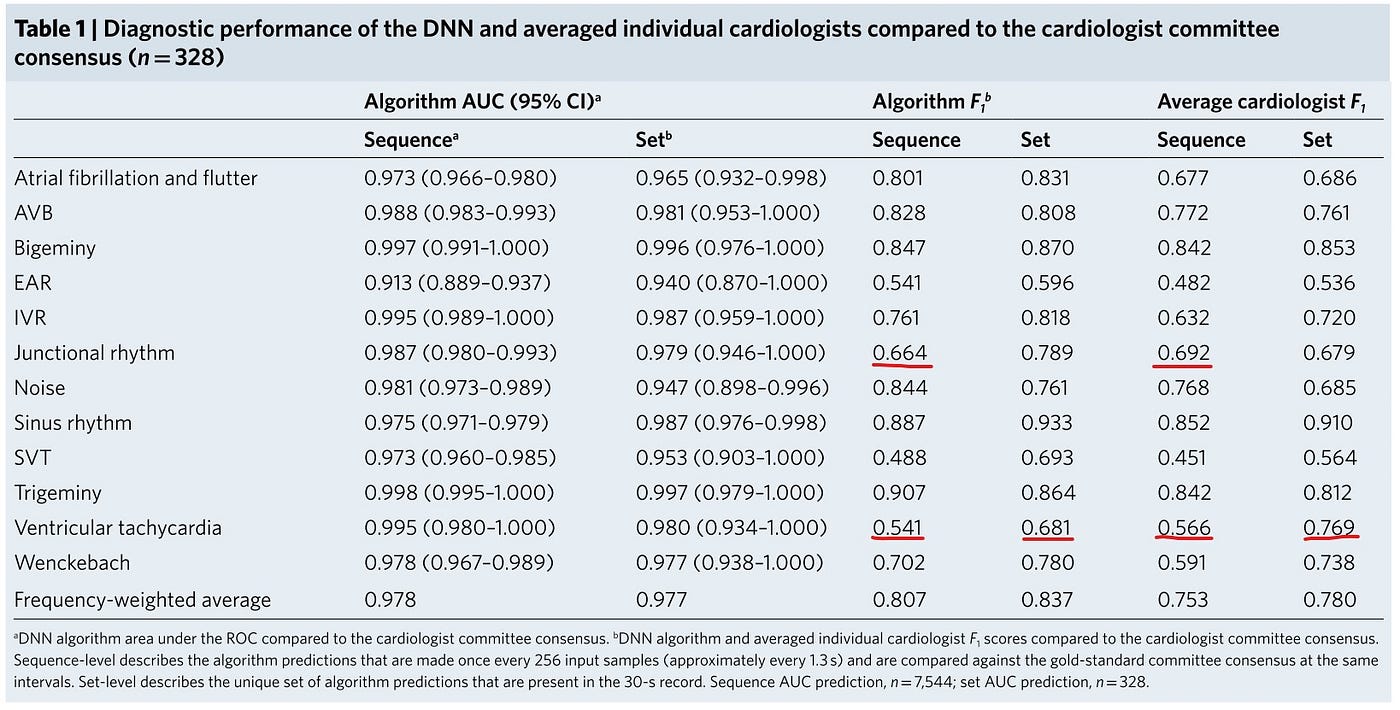 Table 1 | Diagnostic performance of the DNN and averaged individual cardiologists compared to the cardiologist committee
consensus (n = 328)
Algorithm AUC (95% CI)ᵃ Algorithm F₁ᵇ Average cardiologist F₁
Sequenceᵃ Setᵇ Sequence Set Sequence Set
Atrial fibrillation and flutter 0.973 (0.966–0.980) 0.965 (0.932–0.998) 0.801 0.831 0.677 0.686
AVB 0.988 (0.983–0.993) 0.981 (0.953–1.000) 0.828 0.808 0.772 0.761
Bigeminy 0.997 (0.991–1.000) 0.996 (0.976–1.000) 0.847 0.870 0.842 0.853
EAR 0.913 (0.889–0.937) 0.940 (0.870–1.000) 0.541 0.596 0.482 0.536
IVR 0.995 (0.989–1.000) 0.987 (0.959–1.000) 0.761 0.818 0.632 0.720
Junctional rhythm 0.987 (0.980–0.993) 0.979 (0.946–1.000) 0.664 0.789 0.692 0.679
Noise 0.981 (0.973–0.989) 0.947 (0.898–0.996) 0.844 0.761 0.768 0.685
Sinus rhythm 0.975 (0.971–0.979) 0.987 (0.976–0.998) 0.887 0.933 0.852 0.910
SVT 0.973 (0.960–0.985) 0.953 (0.903–1.000) 0.488 0.693 0.451 0.564
Trigeminy 0.998 (0.995–1.000) 0.997 (0.979–1.000) 0.907 0.864 0.842 0.812
Ventricular tachycardia 0.995 (0.980–1.000) 0.980 (0.934–1.000) 0.541 0.681 0.566 0.769
Wenckebach 0.978 (0.967–0.989) 0.977 (0.938–1.000) 0.702 0.780 0.591 0.738
Frequency-weighted average 0.978 0.977 0.807 0.837 0.753 0.780
ᵃDNN algorithm area under the ROC compared to the cardiologist committee consensus. ᵇDNN algorithm and averaged individual cardiologist F₁ scores compared to the cardiologist committee consensus.
Sequence-level describes the algorithm predictions that are made once every 256 input samples (approximately every 1.3 s) and are compared against the gold-standard committee consensus at the same
intervals. Set-level describes the unique set of algorithm predictions that are present in the 30-s record. Sequence AUC prediction, n = 7,544; set AUC prediction, n = 328.